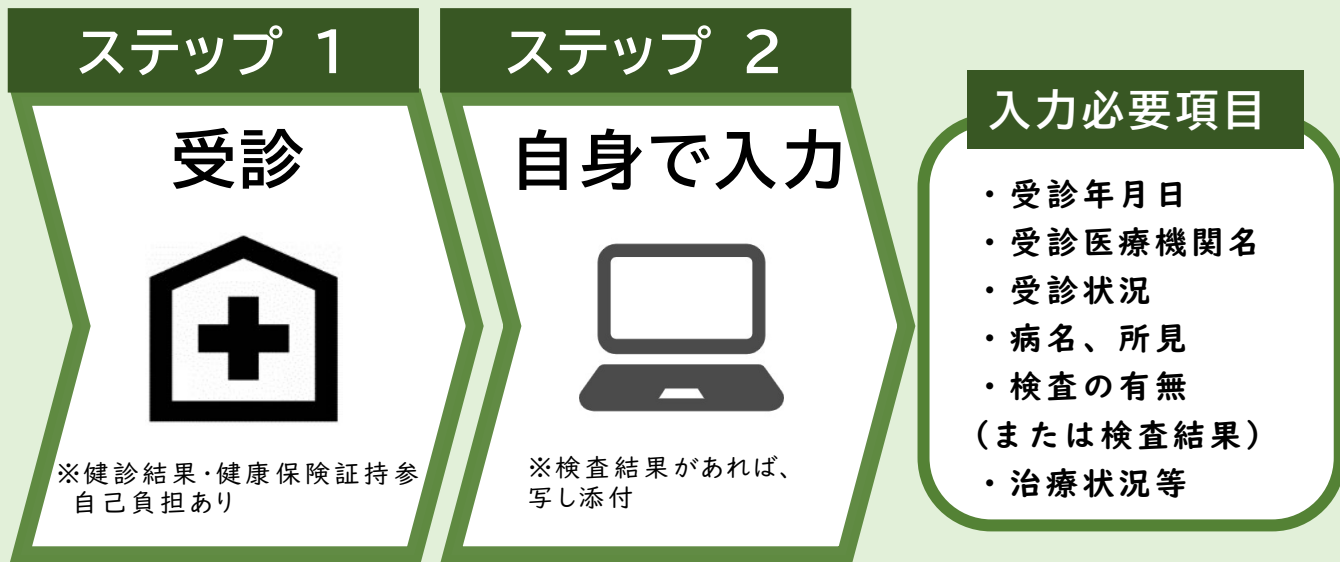 ステップ 1
受診
※健診結果・健康保険証持参
自己負担あり
ステップ 2
自身で入力
※検査結果があれば、
写し添付
入力必要項目
・受診年月日
・受診医療機関名
・受診状況
・病名、所見
・検査の有無
(または検査結果)
・治療状況等